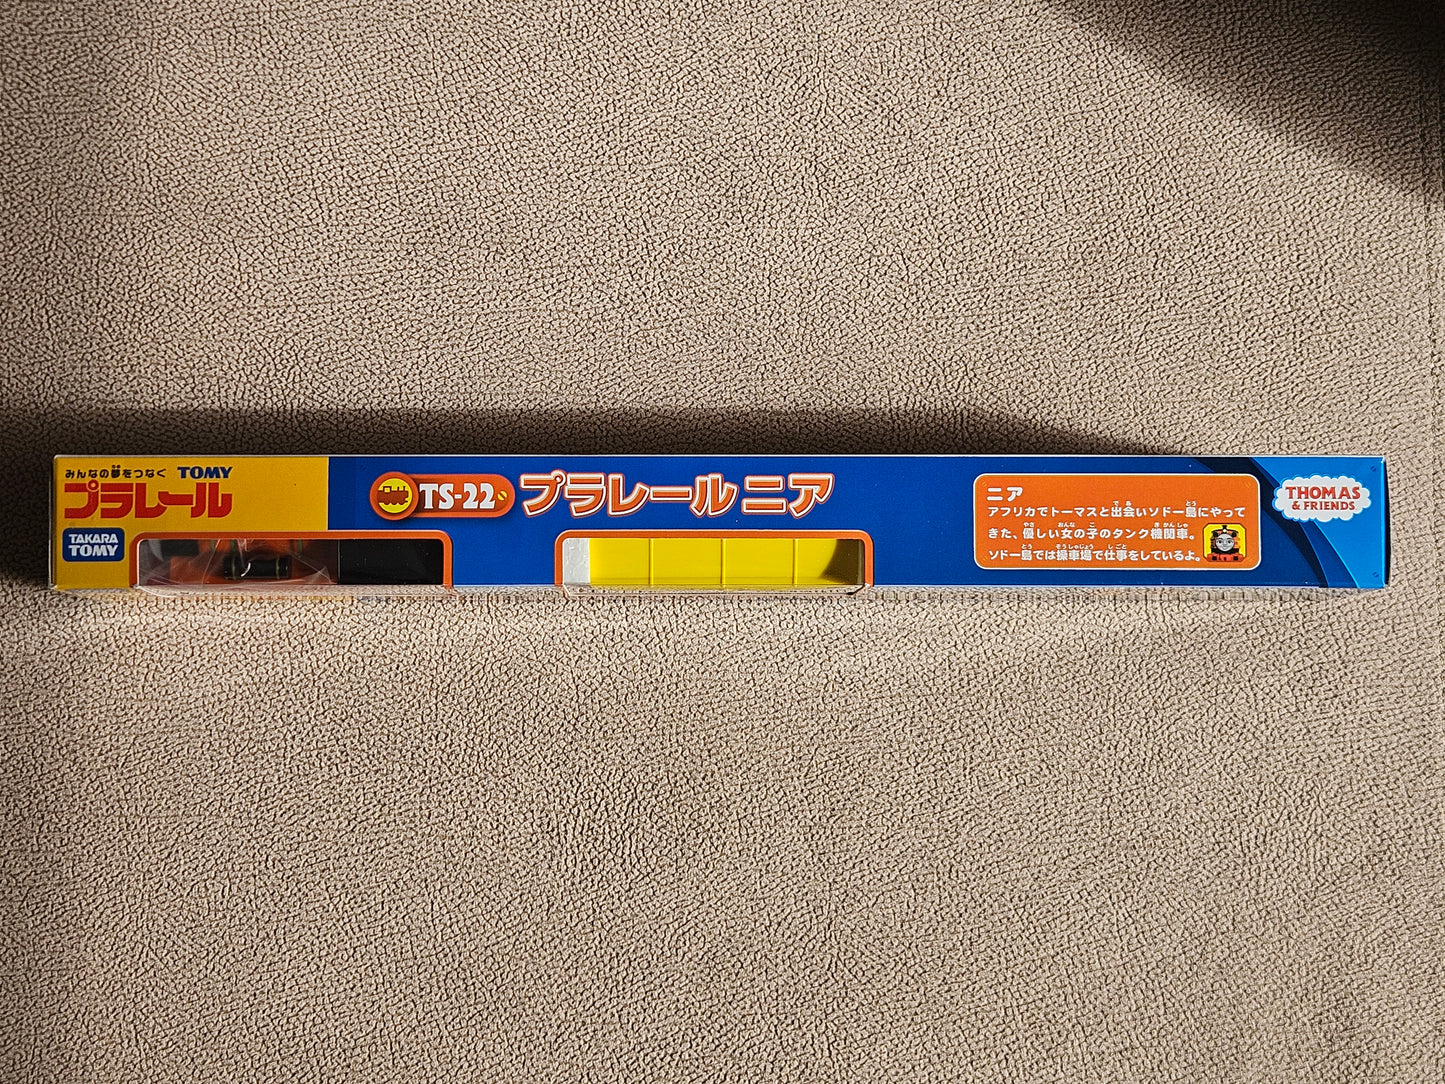 みんなの夢をつなぐ TOMY
プラレール
TAKARA
TOMY
TS-22
プラレール ニア
ニア
アフリカでトーマスと出会いソドー島にやって
きた、優しい女の子のタンク機関車。
ソドー島では操車場で仕事をしているよ。
THOMAS
& FRIENDS